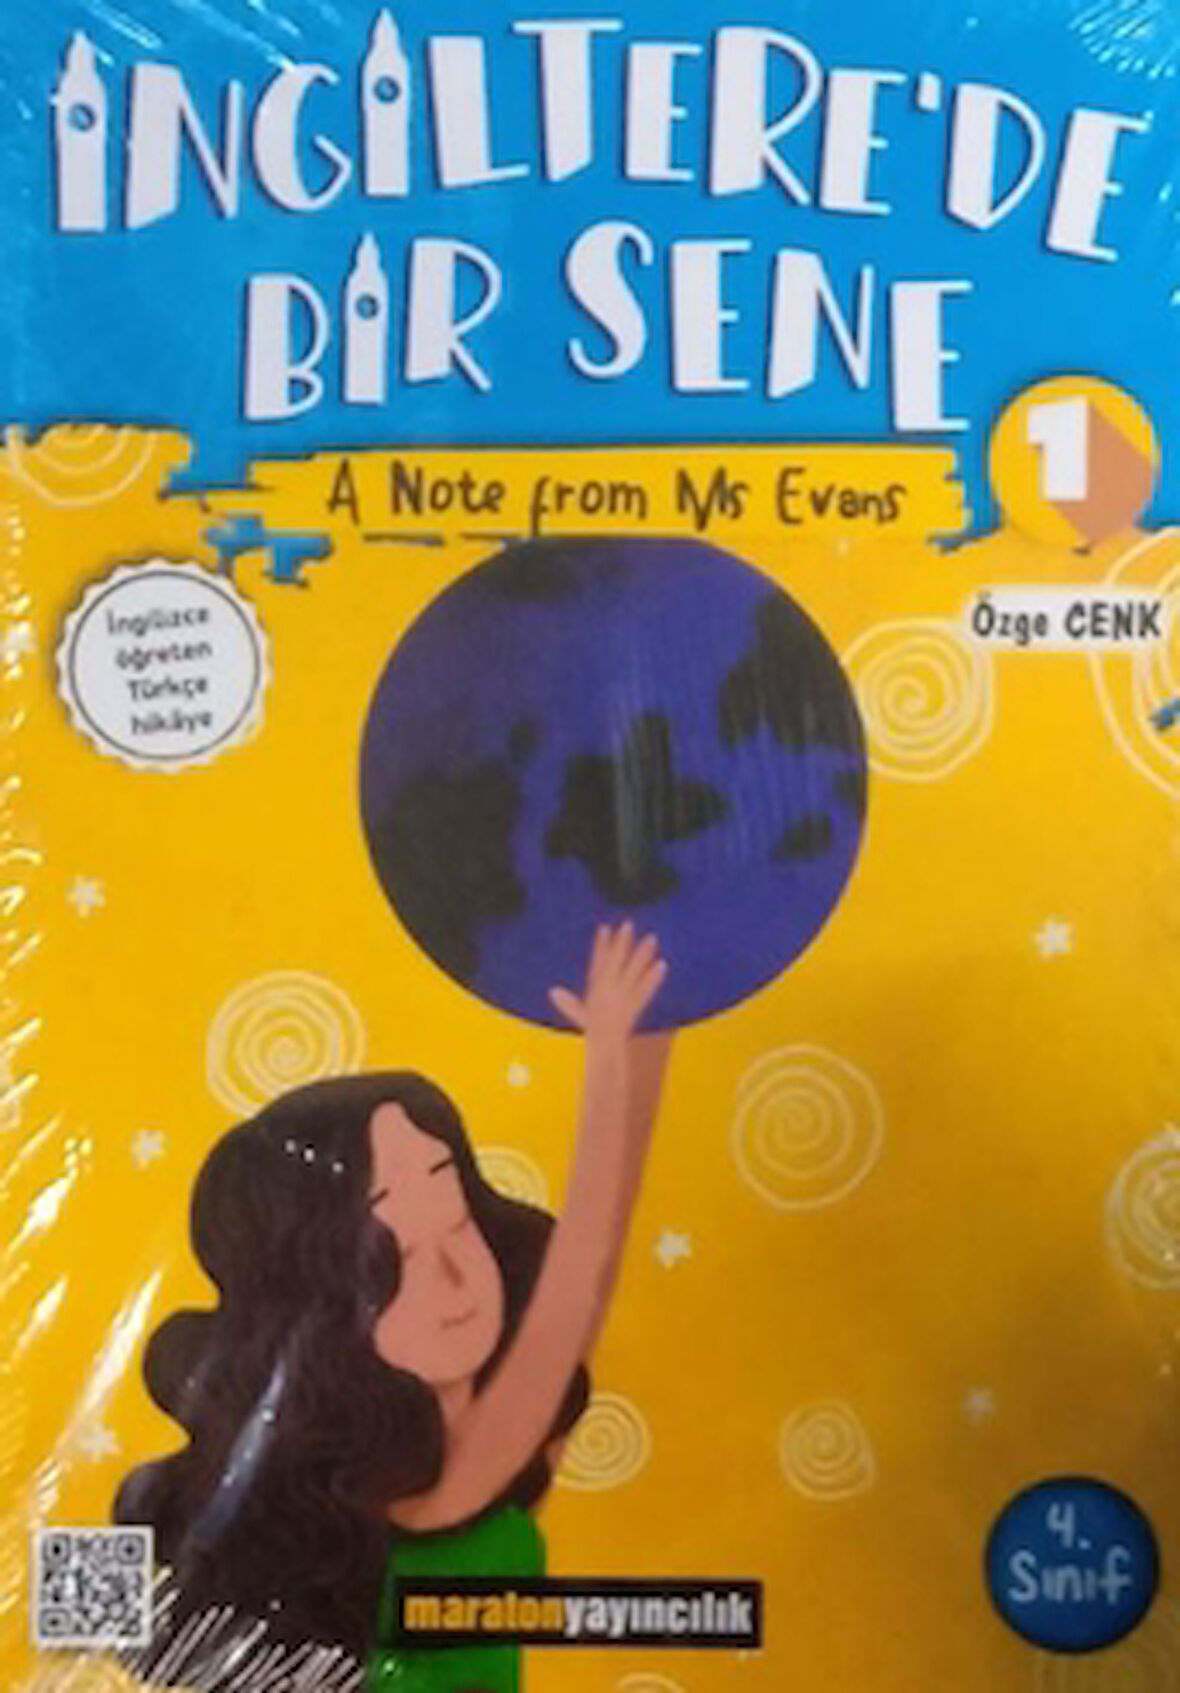 İNGİLTERE'DE
BİR SENE
1
A Note from Ms Evans
Özge CENK
İngilizce
öğreten
Türkçe
hikâye
4.
Sınıf
maratonyayıncılık